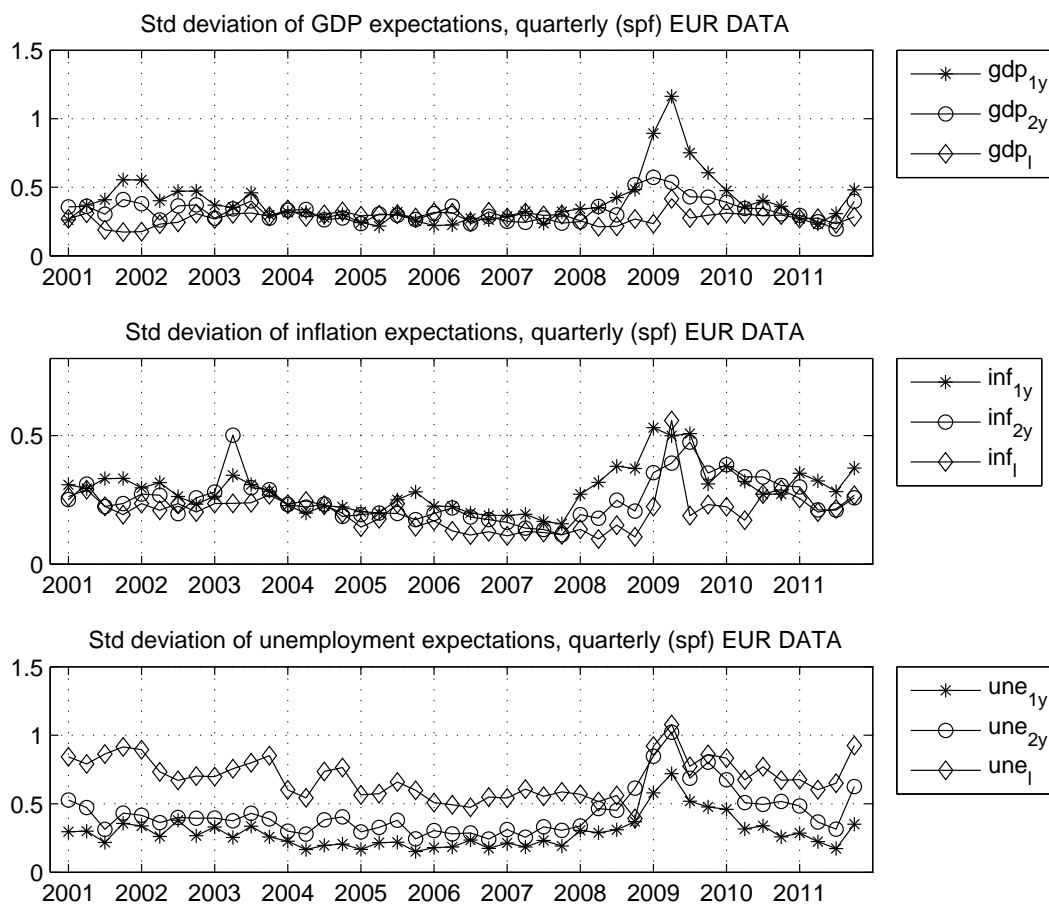 Std deviation of GDP expectations, quarterly (spf) EUR DATA
1.5
1
0.5
0
2001 2002 2003 2004 2005 2006 2007 2008 2009 2010 2011
gdp1y
gdp2y
gdpl
Std deviation of inflation expectations, quarterly (spf) EUR DATA
0.5
0
2001 2002 2003 2004 2005 2006 2007 2008 2009 2010 2011
inf1y
inf2y
infl
Std deviation of unemployment expectations, quarterly (spf) EUR DATA
1.5
1
0.5
0
2001 2002 2003 2004 2005 2006 2007 2008 2009 2010 2011
une1y
une2y
unel